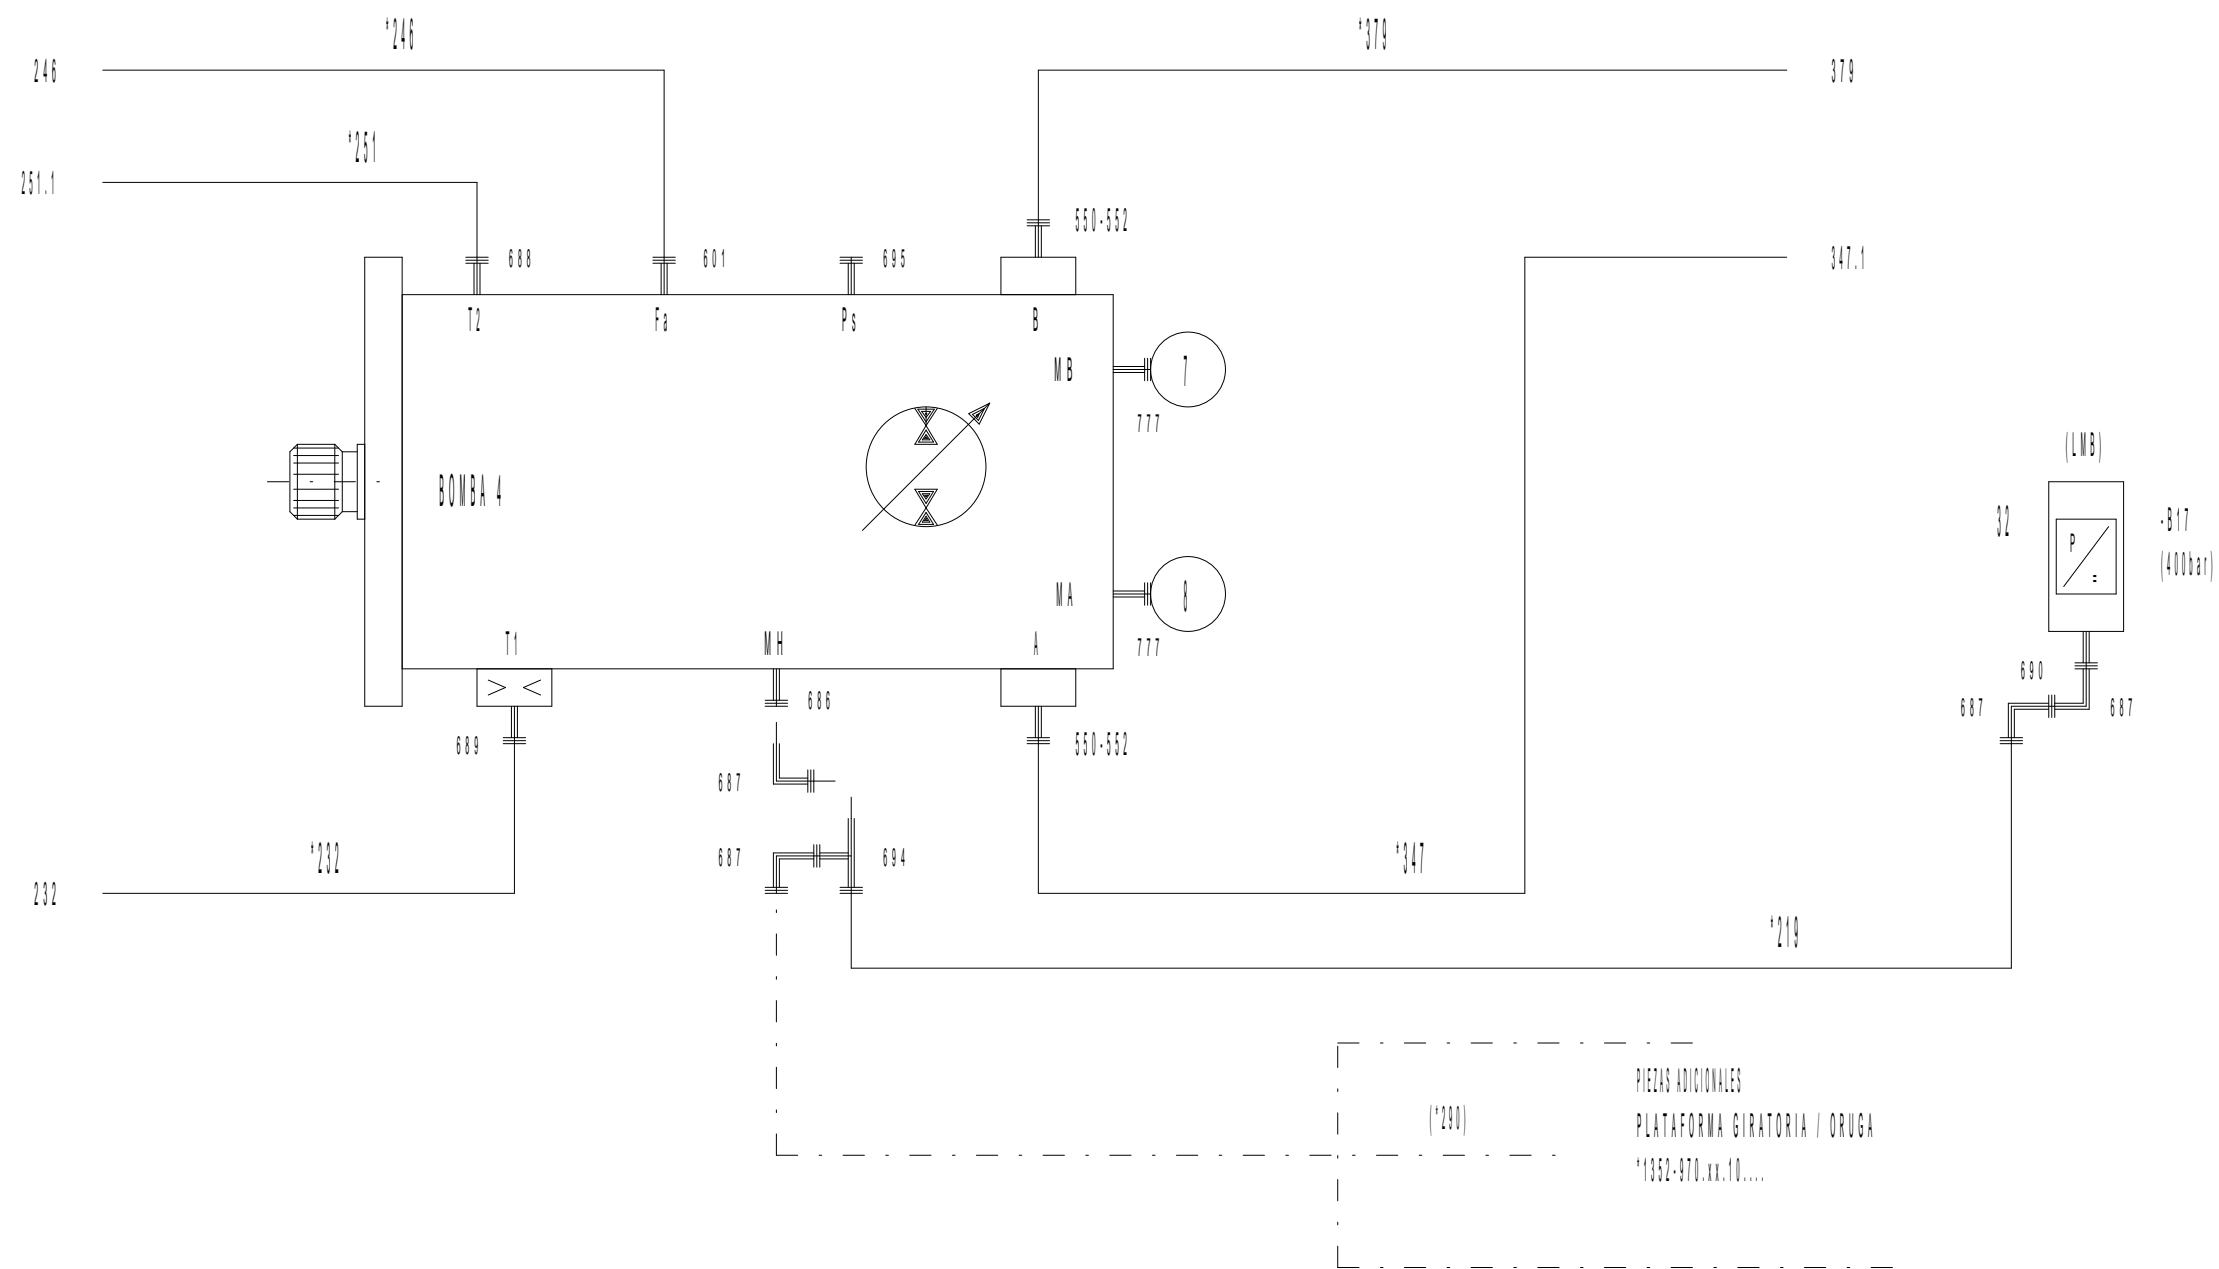 *246
*379
246
379
*251
251.1
550-552
688
601
695
347.1
T2
Fa
Ps
B
MB
7
777
(LMB)
BOMBA 4
32
-B17
P
(400bar)
=
MA
8
T1
MH
A
777
690
686
687
687
689
550-552
687
*232
687
694
*347
232
*219
PIEZAS ADICIONALES
(*290)
PLATAFORMA GIRATORIA / ORUGA
*1352-970.xx.10....